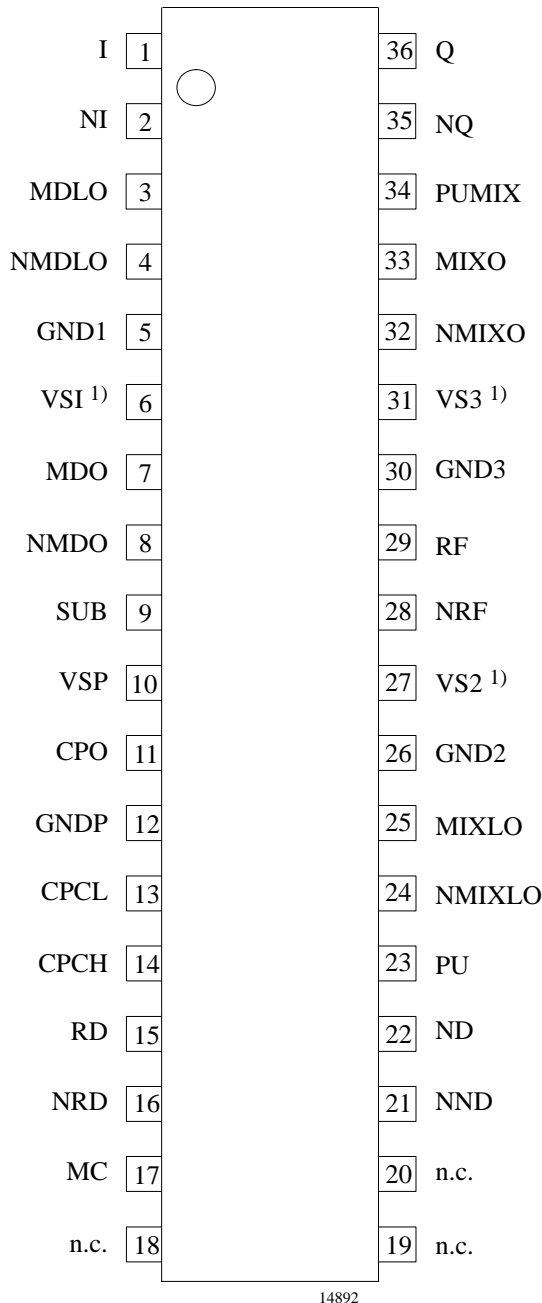 I 1 36 Q
NI 2 35 NQ
MDLO 3 34 PUMIX
NMDLO 4 33 MIXO
GND1 5 32 NMIXO
VSI 1) 6 31 VS3 1)
MDO 7 30 GND3
NMDO 8 29 RF
SUB 9 28 NRF
VSP 10 27 VS2 1)
CPO 11 26 GND2
GNDP 12 25 MIXLO
CPCL 13 24 NMIXLO
CPCH 14 23 PU
RD 15 22 ND
NRD 16 21 NND
MC 17 20 n.c.
n.c. 18 19 n.c.
14892